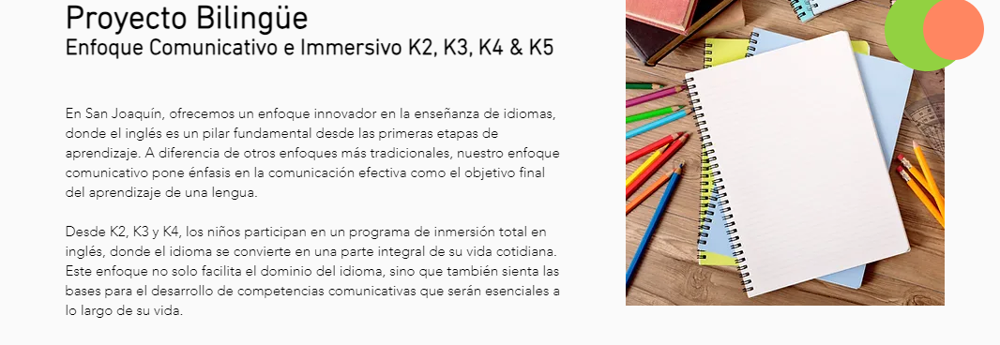 Proyecto Bilingüe
Enfoque Comunicativo e Immersivo K2, K3, K4 & K5
En San Joaquín, ofrecemos un enfoque innovador en la enseñanza de idiomas,
donde el inglés es un pilar fundamental desde las primeras etapas de
aprendizaje. A diferencia de otros enfoques más tradicionales, nuestro enfoque
comunicativo pone énfasis en la comunicación efectiva como el objetivo final
del aprendizaje de una lengua.
Desde K2, K3 y K4, los niños participan en un programa de inmersión total en
inglés, donde el idioma se convierte en una parte integral de su vida cotidiana.
Este enfoque no solo facilita el dominio del idioma, sino que también sienta las
bases para el desarrollo de competencias comunicativas que serán esenciales a
lo largo de su vida.